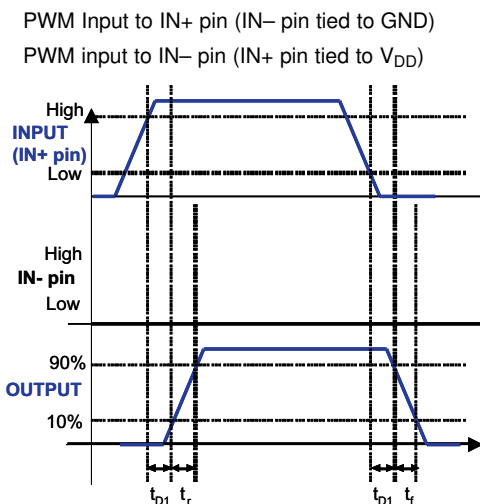 PWM Input to IN+ pin (IN– pin tied to GND)
PWM input to IN– pin (IN+ pin tied to VDD)
High
INPUT
(IN+ pin)
Low
High
IN- pin
Low
90%
OUTPUT
10%
tD1 tr tD1 tf